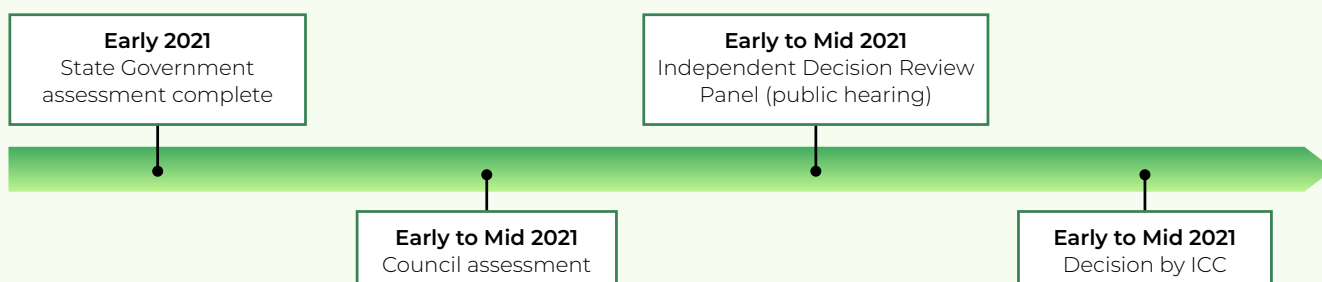 Early 2021
State Government
assessment complete
Early to Mid 2021
Council assessment
Early to Mid 2021
Independent Decision Review
Panel (public hearing)
Early to Mid 2021
Decision by ICC